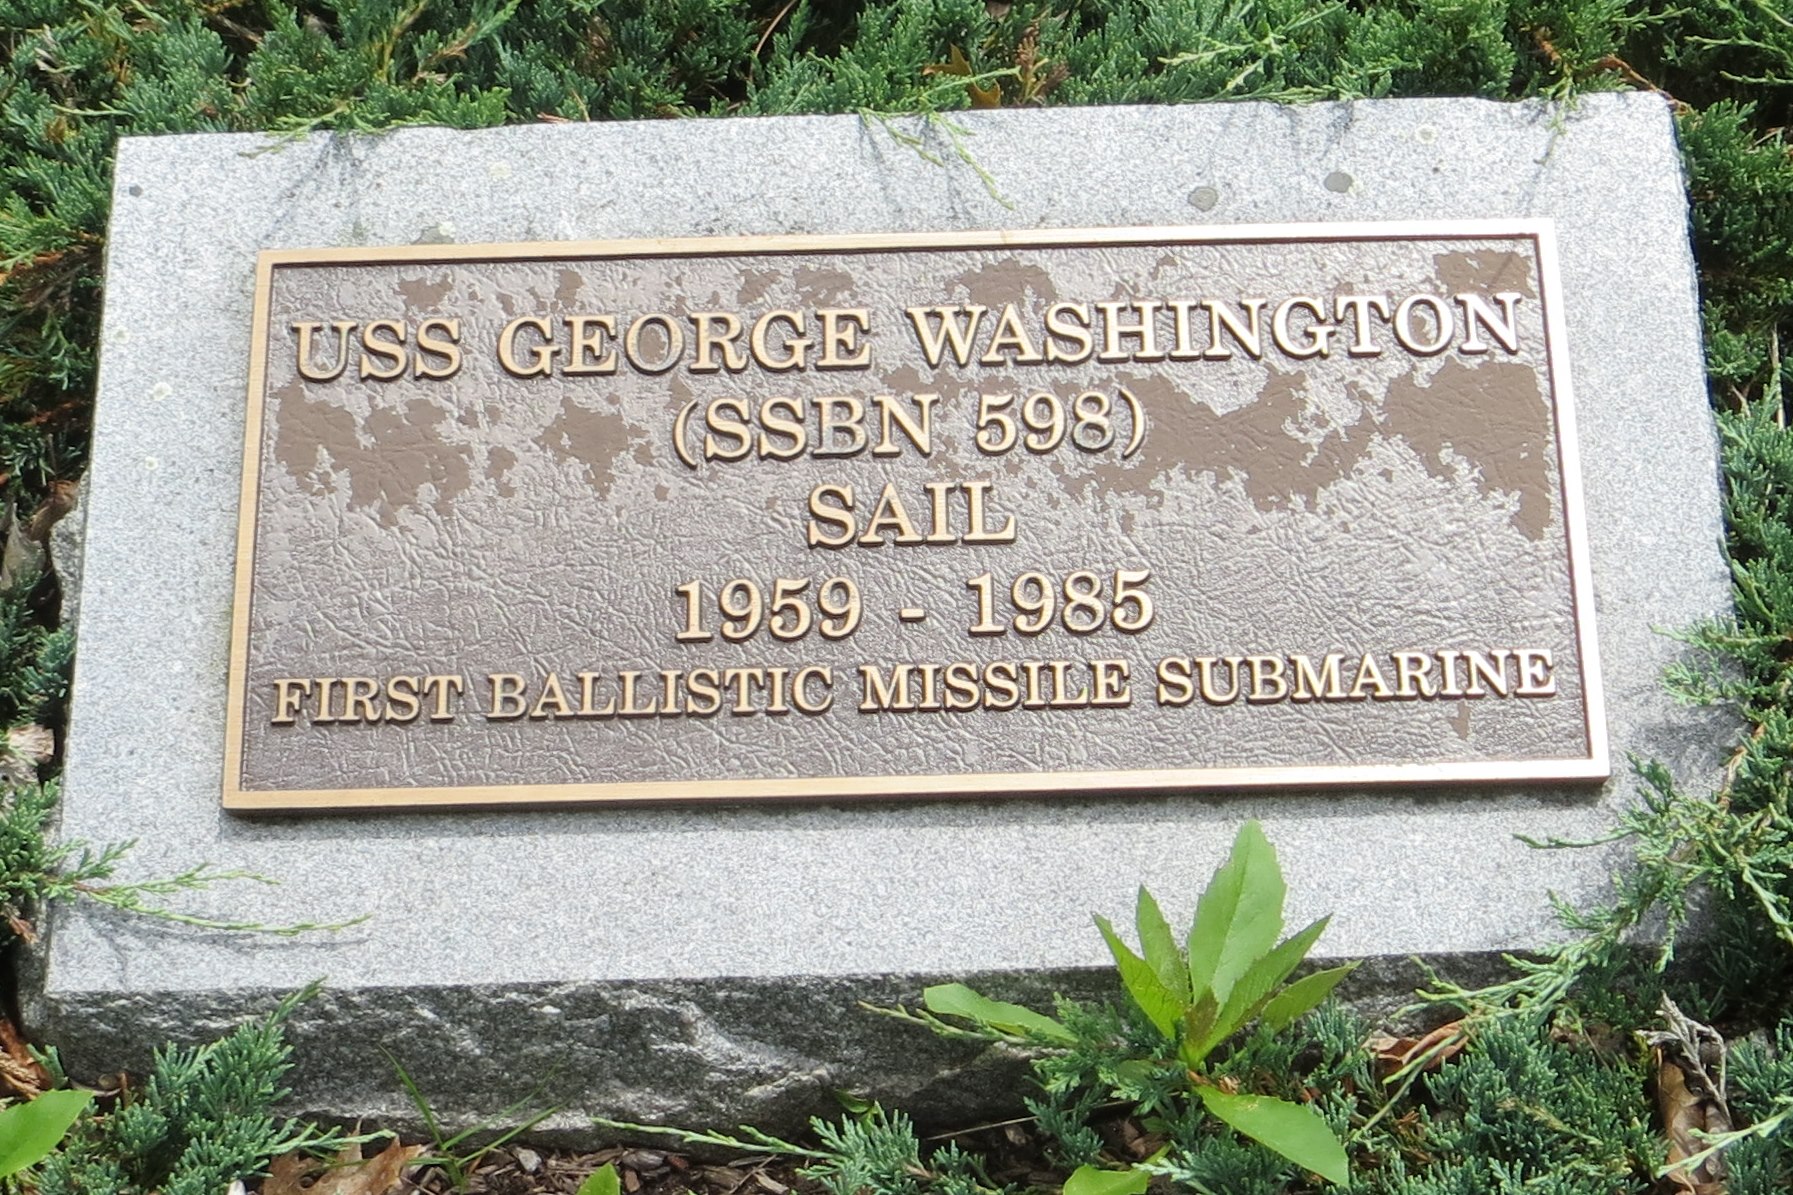 USS GEORGE WASHINGTON
(SSBN 598)
SAIL
1959 - 1985
FIRST BALLISTIC MISSILE SUBMARINE